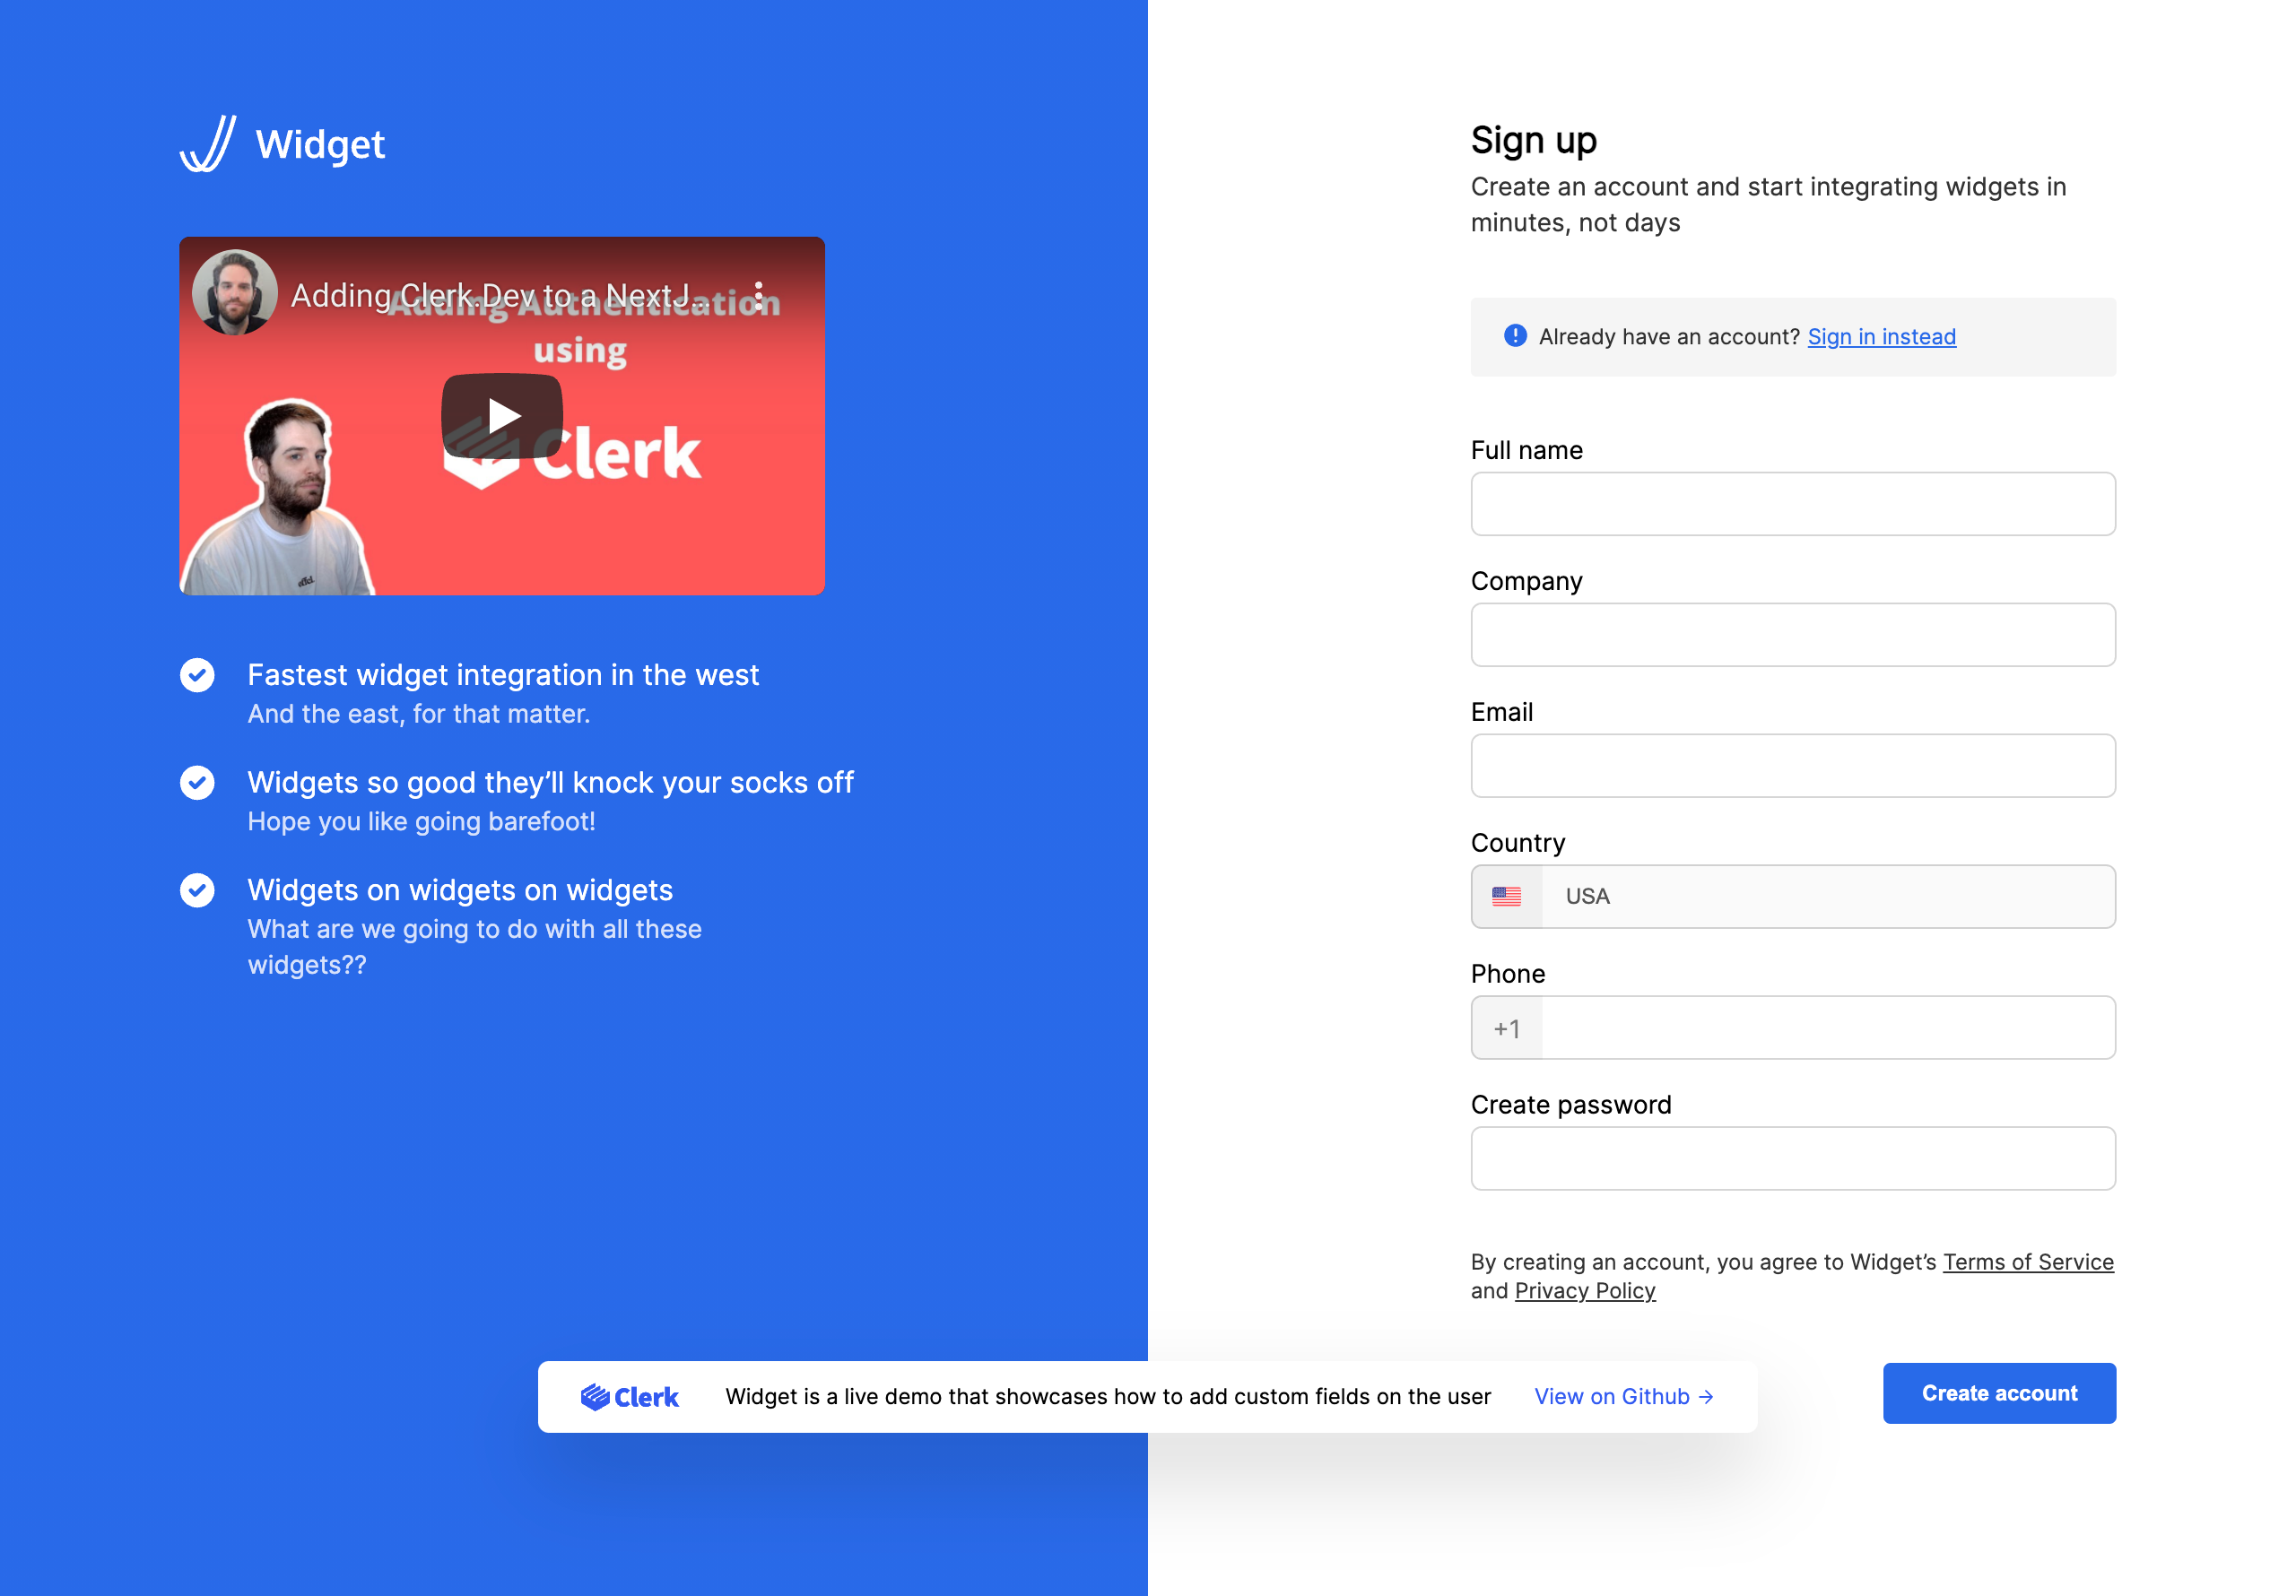 Widget
Adding Clerk.Dev to a NextJ...
Adding Authentication
using
Clerk
Fastest widget integration in the west
And the east, for that matter.
Widgets so good they’ll knock your socks off
Hope you like going barefoot!
Widgets on widgets on widgets
What are we going to do with all these
widgets??
Sign up
Create an account and start integrating widgets in
minutes, not days
Already have an account? Sign in instead
Full name
Company
Email
Country
USA
Phone
+1
Create password
By creating an account, you agree to Widget’s Terms of Service
and Privacy Policy
Clerk Widget is a live demo that showcases how to add custom fields on the user View on Github →
Create account